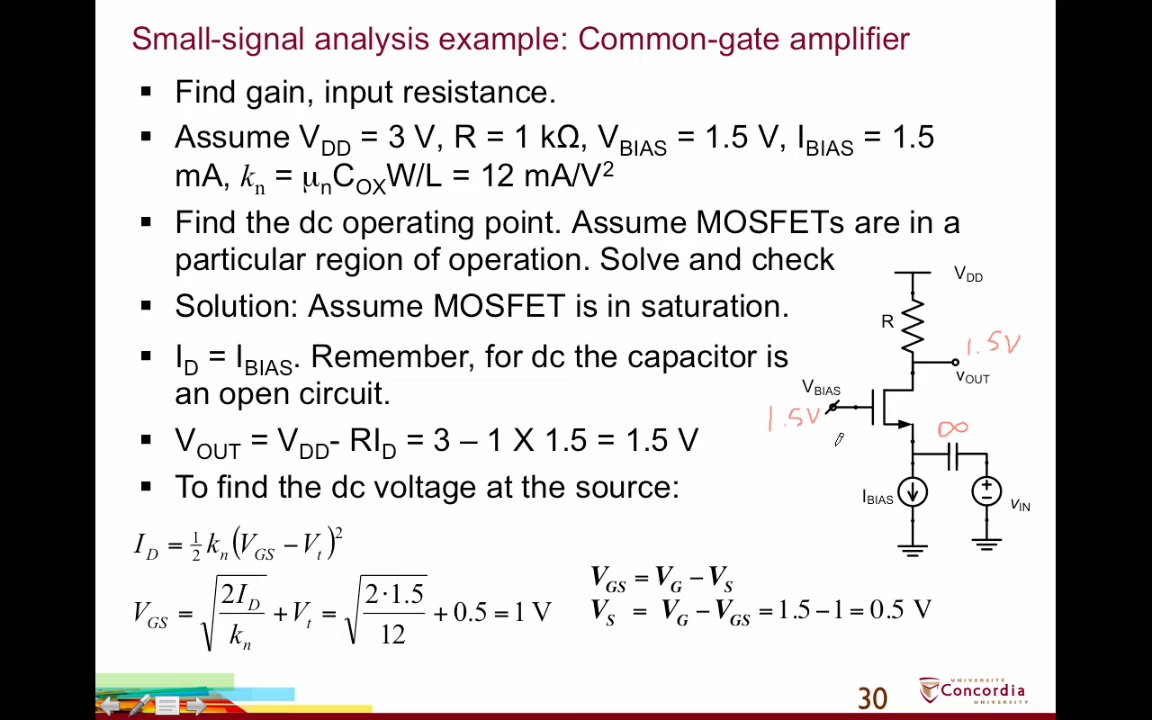 Small-signal analysis example: Common-gate amplifier
▪ Find gain, input resistance.
▪ Assume V_DD = 3 V, R = 1 kΩ, V_BIAS = 1.5 V, I_BIAS = 1.5
mA, k_n = μ_nC_OXW/L = 12 mA/V²
▪ Find the dc operating point. Assume MOSFETs are in a
particular region of operation. Solve and check
▪ Solution: Assume MOSFET is in saturation.
▪ I_D = I_BIAS. Remember, for dc the capacitor is
an open circuit.
▪ V_OUT = V_DD- RI_D = 3 – 1 X 1.5 = 1.5 V
▪ To find the dc voltage at the source:
I_D = ½ k_n(V_GS − V_t)²
V_GS = √(2I_D/k_n) + V_t = √(2·1.5/12) + 0.5 = 1 V
V_GS = V_G − V_S
V_S = V_G − V_GS = 1.5 − 1 = 0.5 V
V_DD
R
1.5V
v_OUT
V_BIAS
1.5V
∞
I_BIAS
v_IN
30
UNIVERSITÉ
Concordia
UNIVERSITY